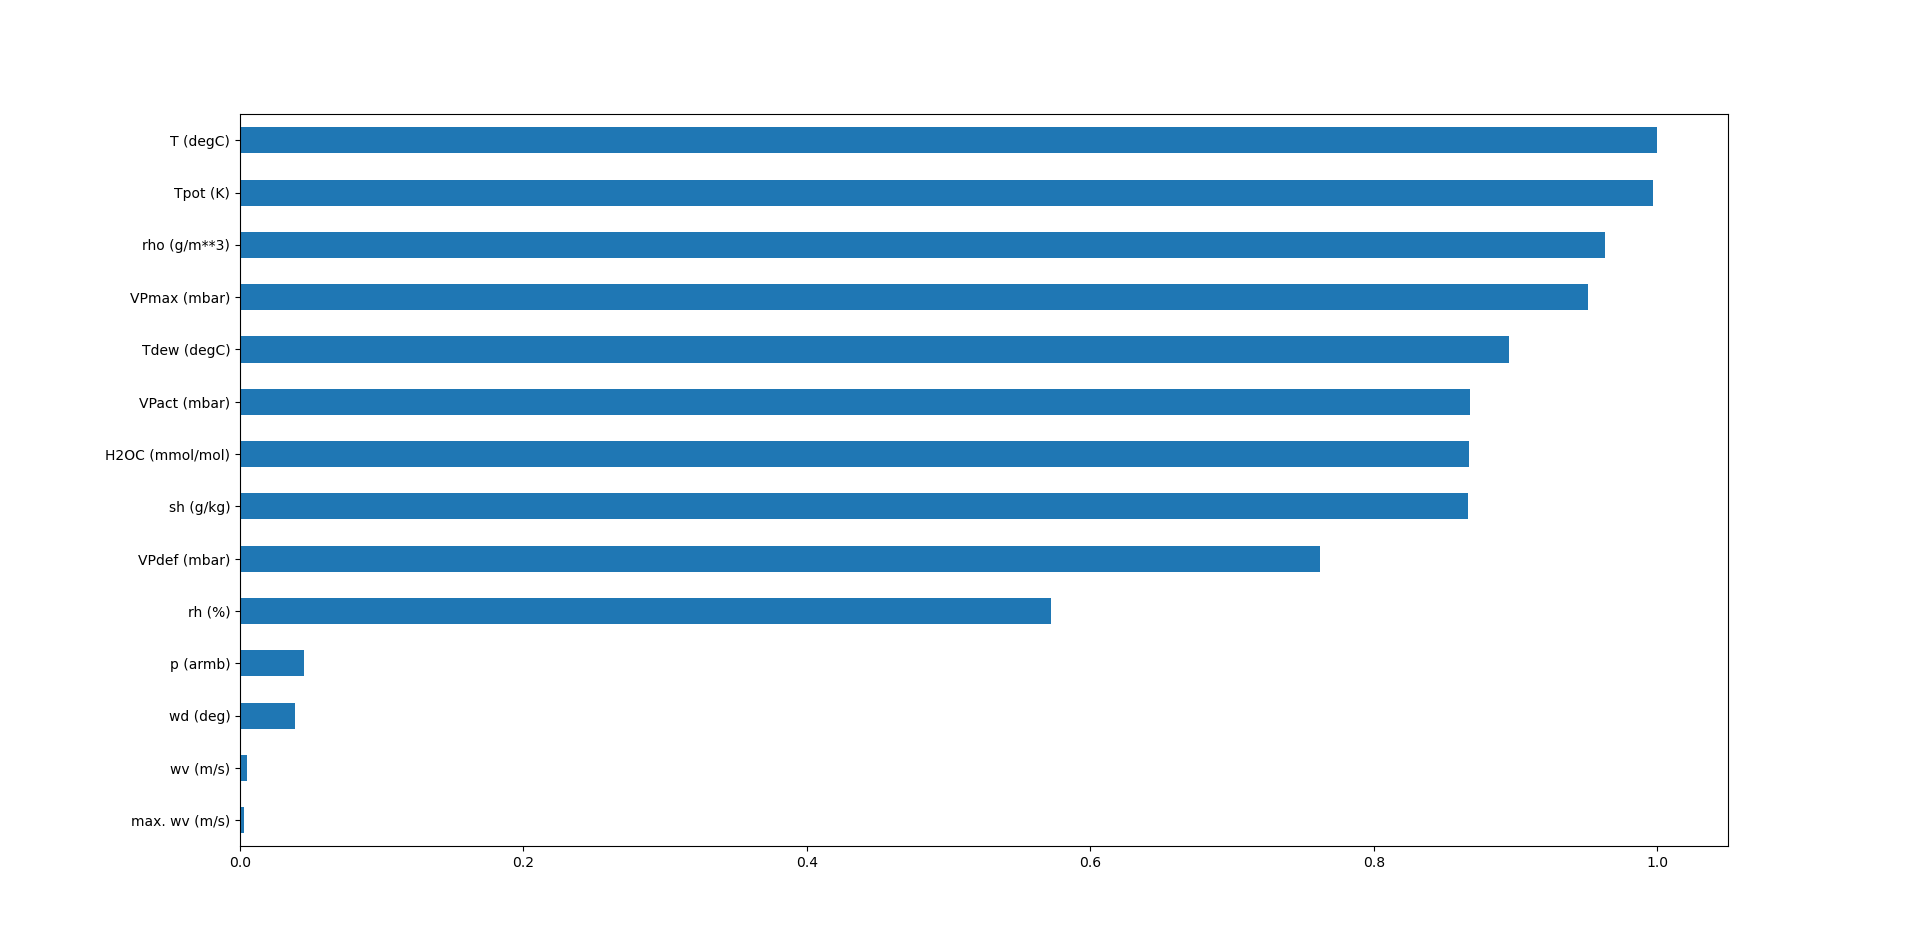 T (degC)
Tpot (K)
rho (g/m**3)
VPmax (mbar)
Tdew (degC)
VPact (mbar)
H2OC (mmol/mol)
sh (g/kg)
VPdef (mbar)
rh (%)
p (armb)
wd (deg)
wv (m/s)
max. wv (m/s)
0.0 0.2 0.4 0.6 0.8 1.0